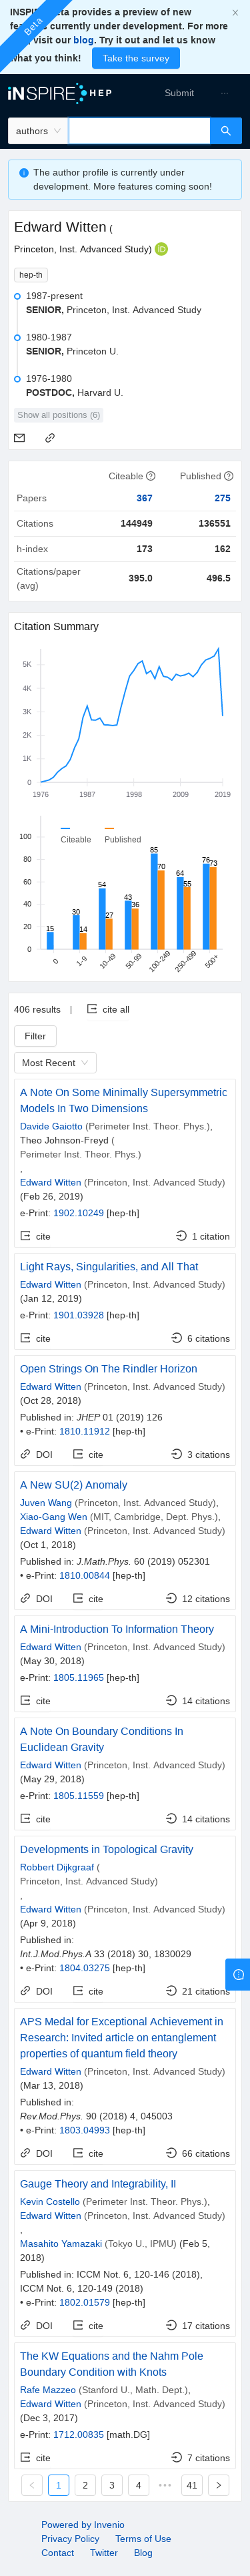 INSPIRE Beta provides a preview of new
features currently under development. For more
info, visit our blog. Try it out and let us know
what you think! Take the survey
Beta
INSPIRE HEP
Submit ···
authors
The author profile is currently under
development. More features coming soon!
Edward Witten (
Princeton, Inst. Advanced Study) iD
hep-th
1987-present
SENIOR, Princeton, Inst. Advanced Study
1980-1987
SENIOR, Princeton U.
1976-1980
POSTDOC, Harvard U.
Show all positions (6)
Citeable Published
Papers 367 275
Citations 144949 136551
h-index 173 162
Citations/paper
(avg) 395.0 496.5
Citation Summary
5K
4K
3K
2K
1K
0
1976 1987 1998 2009 2019
Citeable Published
100
80
60
40
20
0
15 30 14 54 27 43 36 85 70 64 55 76 73
0 1-9 10-49 50-99 100-249 250-499 500+
406 results | cite all
Filter
Most Recent
A Note On Some Minimally Supersymmetric
Models In Two Dimensions
Davide Gaiotto (Perimeter Inst. Theor. Phys.),
Theo Johnson-Freyd (
Perimeter Inst. Theor. Phys.)
,
Edward Witten (Princeton, Inst. Advanced Study)
(Feb 26, 2019)
e-Print: 1902.10249 [hep-th]
cite 1 citation
Light Rays, Singularities, and All That
Edward Witten (Princeton, Inst. Advanced Study)
(Jan 12, 2019)
e-Print: 1901.03928 [hep-th]
cite 6 citations
Open Strings On The Rindler Horizon
Edward Witten (Princeton, Inst. Advanced Study)
(Oct 28, 2018)
Published in: JHEP 01 (2019) 126
• e-Print: 1810.11912 [hep-th]
DOI cite 3 citations
A New SU(2) Anomaly
Juven Wang (Princeton, Inst. Advanced Study),
Xiao-Gang Wen (MIT, Cambridge, Dept. Phys.),
Edward Witten (Princeton, Inst. Advanced Study)
(Oct 1, 2018)
Published in: J.Math.Phys. 60 (2019) 052301
• e-Print: 1810.00844 [hep-th]
DOI cite 12 citations
A Mini-Introduction To Information Theory
Edward Witten (Princeton, Inst. Advanced Study)
(May 30, 2018)
e-Print: 1805.11965 [hep-th]
cite 14 citations
A Note On Boundary Conditions In
Euclidean Gravity
Edward Witten (Princeton, Inst. Advanced Study)
(May 29, 2018)
e-Print: 1805.11559 [hep-th]
cite 14 citations
Developments in Topological Gravity
Robbert Dijkgraaf (
Princeton, Inst. Advanced Study)
,
Edward Witten (Princeton, Inst. Advanced Study)
(Apr 9, 2018)
Published in:
Int.J.Mod.Phys.A 33 (2018) 30, 1830029
• e-Print: 1804.03275 [hep-th]
DOI cite 21 citations
APS Medal for Exceptional Achievement in
Research: Invited article on entanglement
properties of quantum field theory
Edward Witten (Princeton, Inst. Advanced Study)
(Mar 13, 2018)
Published in:
Rev.Mod.Phys. 90 (2018) 4, 045003
• e-Print: 1803.04993 [hep-th]
DOI cite 66 citations
Gauge Theory and Integrability, II
Kevin Costello (Perimeter Inst. Theor. Phys.),
Edward Witten (Princeton, Inst. Advanced Study)
,
Masahito Yamazaki (Tokyo U., IPMU) (Feb 5,
2018)
Published in: ICCM Not. 6, 120-146 (2018),
ICCM Not. 6, 120-149 (2018)
• e-Print: 1802.01579 [hep-th]
DOI cite 17 citations
The KW Equations and the Nahm Pole
Boundary Condition with Knots
Rafe Mazzeo (Stanford U., Math. Dept.),
Edward Witten (Princeton, Inst. Advanced Study)
(Dec 3, 2017)
e-Print: 1712.00835 [math.DG]
cite 7 citations
1 2 3 4 ••• 41
Powered by Invenio
Privacy Policy Terms of Use
Contact Twitter Blog